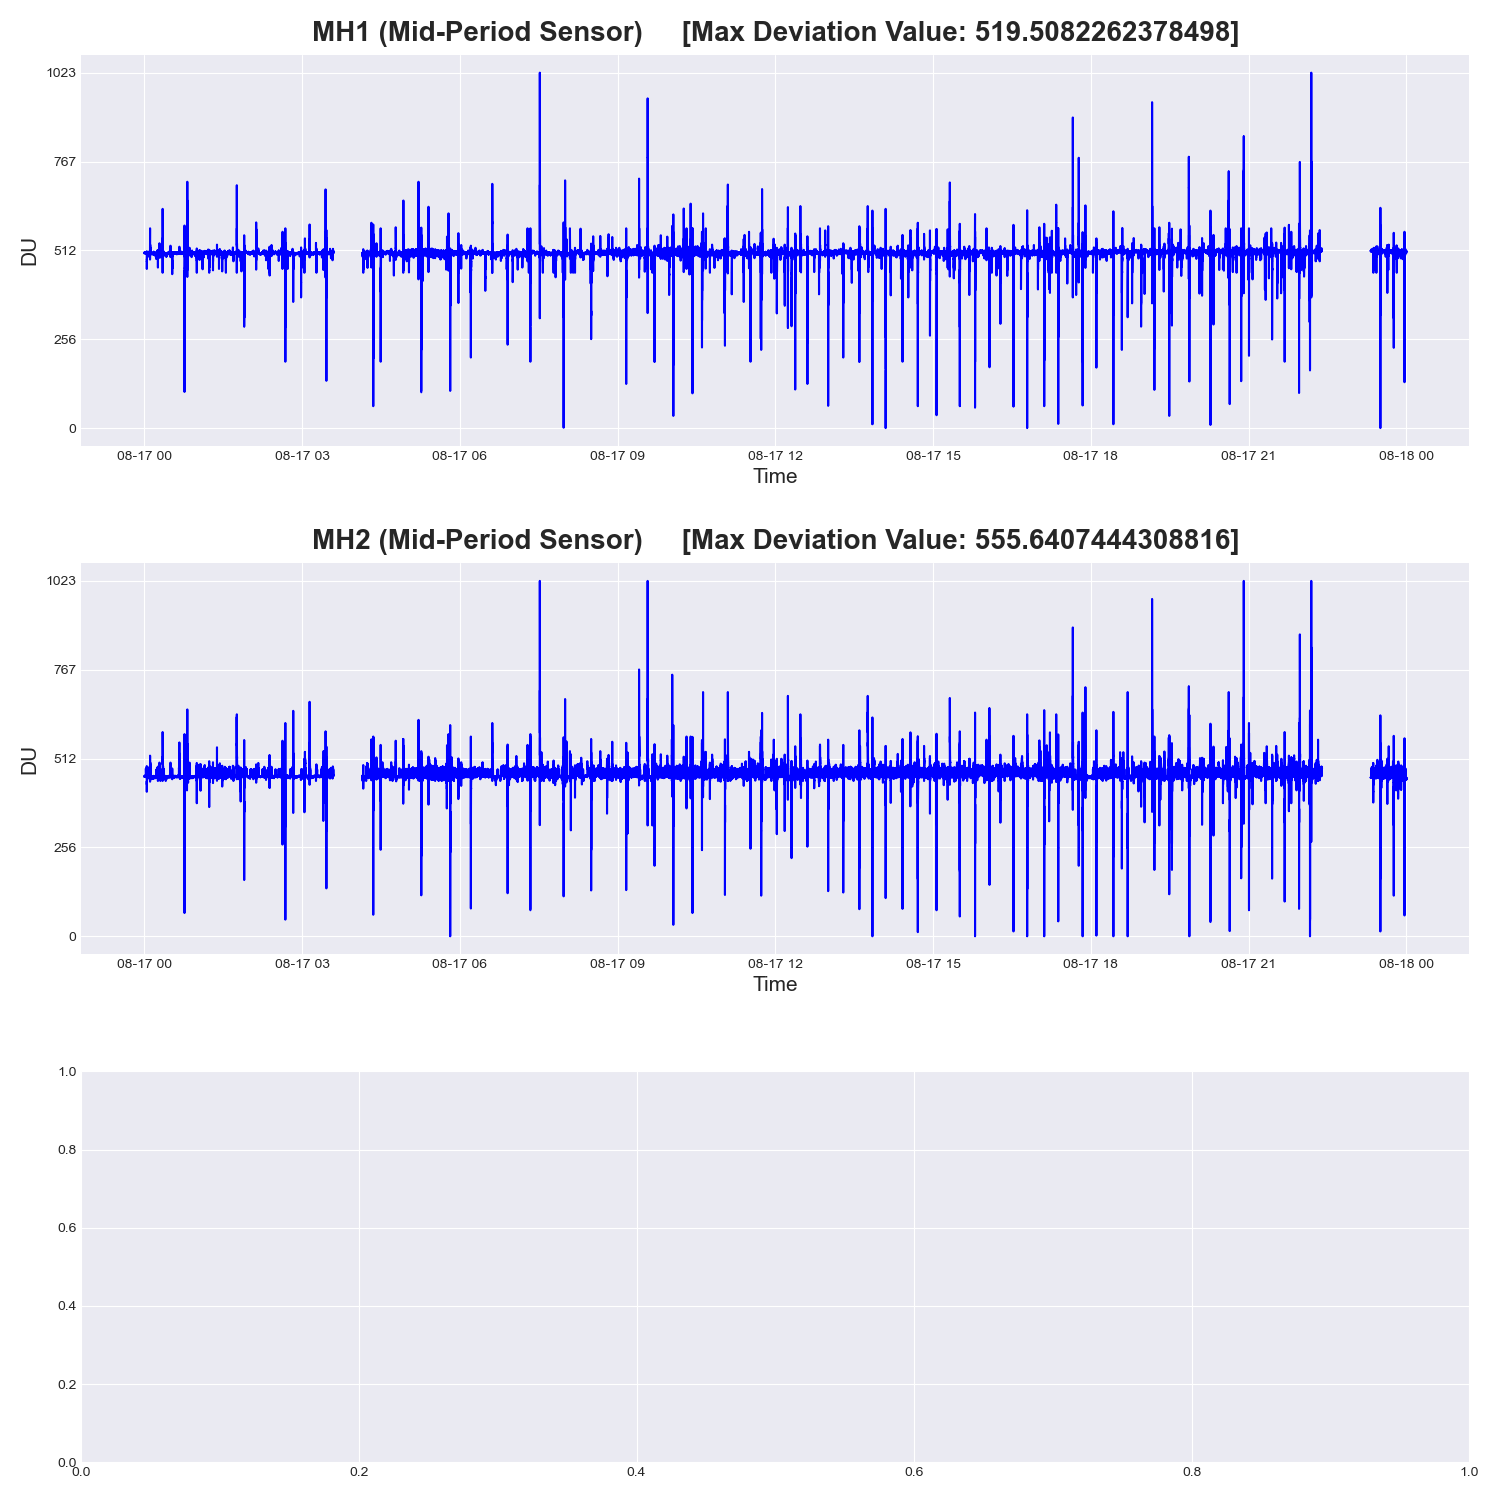 MH1 (Mid-Period Sensor) [Max Deviation Value: 519.5082262378498]
1023
767
512
256
0
DU
08-17 00 08-17 03 08-17 06 08-17 09 08-17 12 08-17 15 08-17 18 08-17 21 08-18 00
Time
MH2 (Mid-Period Sensor) [Max Deviation Value: 555.6407444308816]
1023
767
512
256
0
DU
08-17 00 08-17 03 08-17 06 08-17 09 08-17 12 08-17 15 08-17 18 08-17 21 08-18 00
Time
1.0
0.8
0.6
0.4
0.2
0.0
0.0 0.2 0.4 0.6 0.8 1.0